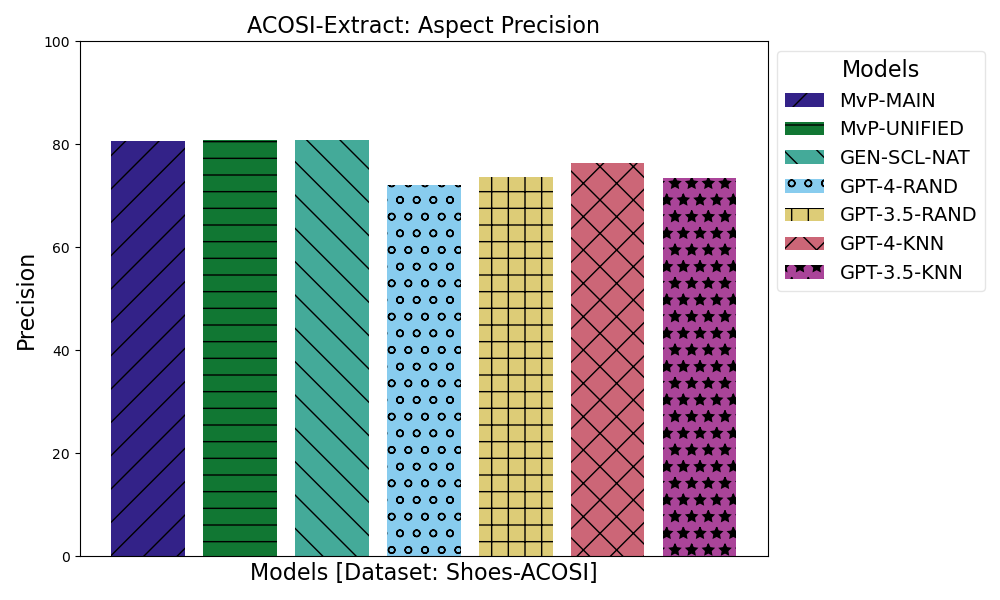 ACOSI-Extract: Aspect Precision
100
80
60
40
20
0
Precision
Models [Dataset: Shoes-ACOSI]
Models
MvP-MAIN
MvP-UNIFIED
GEN-SCL-NAT
GPT-4-RAND
GPT-3.5-RAND
GPT-4-KNN
GPT-3.5-KNN